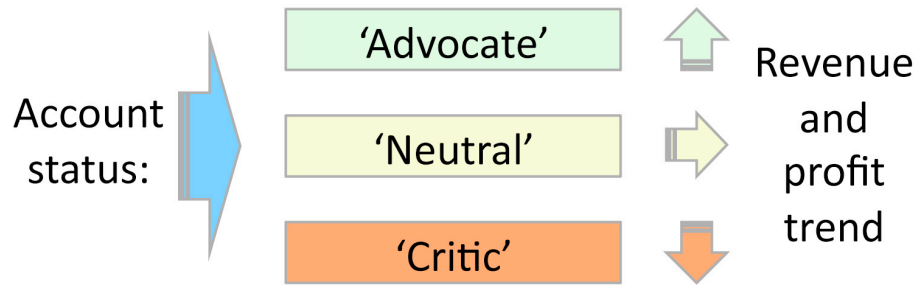 Account
status:
‘Advocate’
‘Neutral’
‘Critic’
Revenue
and
profit
trend